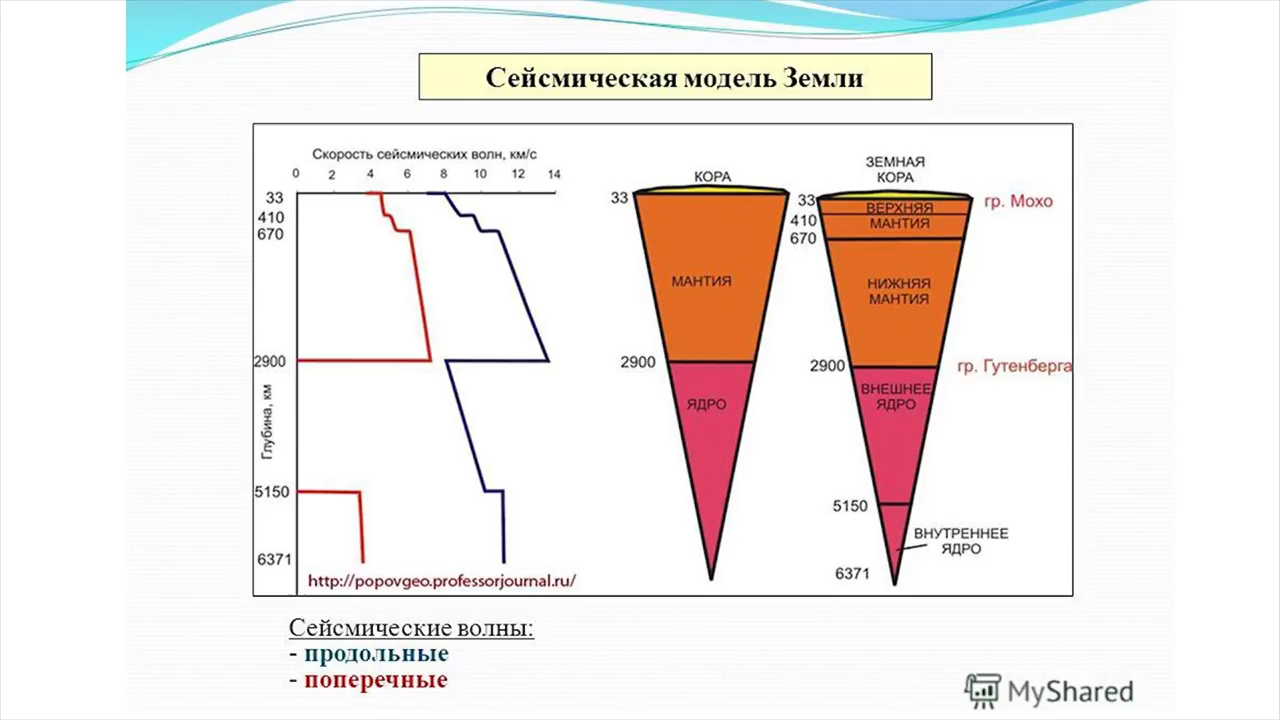 Сейсмическая модель Земли
Скорость сейсмических волн, км/с
0 2 4 6 8 10 12 14
33
410
670
2900
Глубина, км
5150
6371
http://popovgeo.professorjournal.ru/
КОРА
33
МАНТИЯ
2900
ЯДРО
ЗЕМНАЯ
КОРА
33
гр. Мохо
ВЕРХНЯЯ
410
МАНТИЯ
670
НИЖНЯЯ
МАНТИЯ
2900
гр. Гутенберга
ВНЕШНЕЕ
ЯДРО
5150
ВНУТРЕННЕЕ
ЯДРО
6371
Сейсмические волны:
- продольные
- поперечные
MyShared